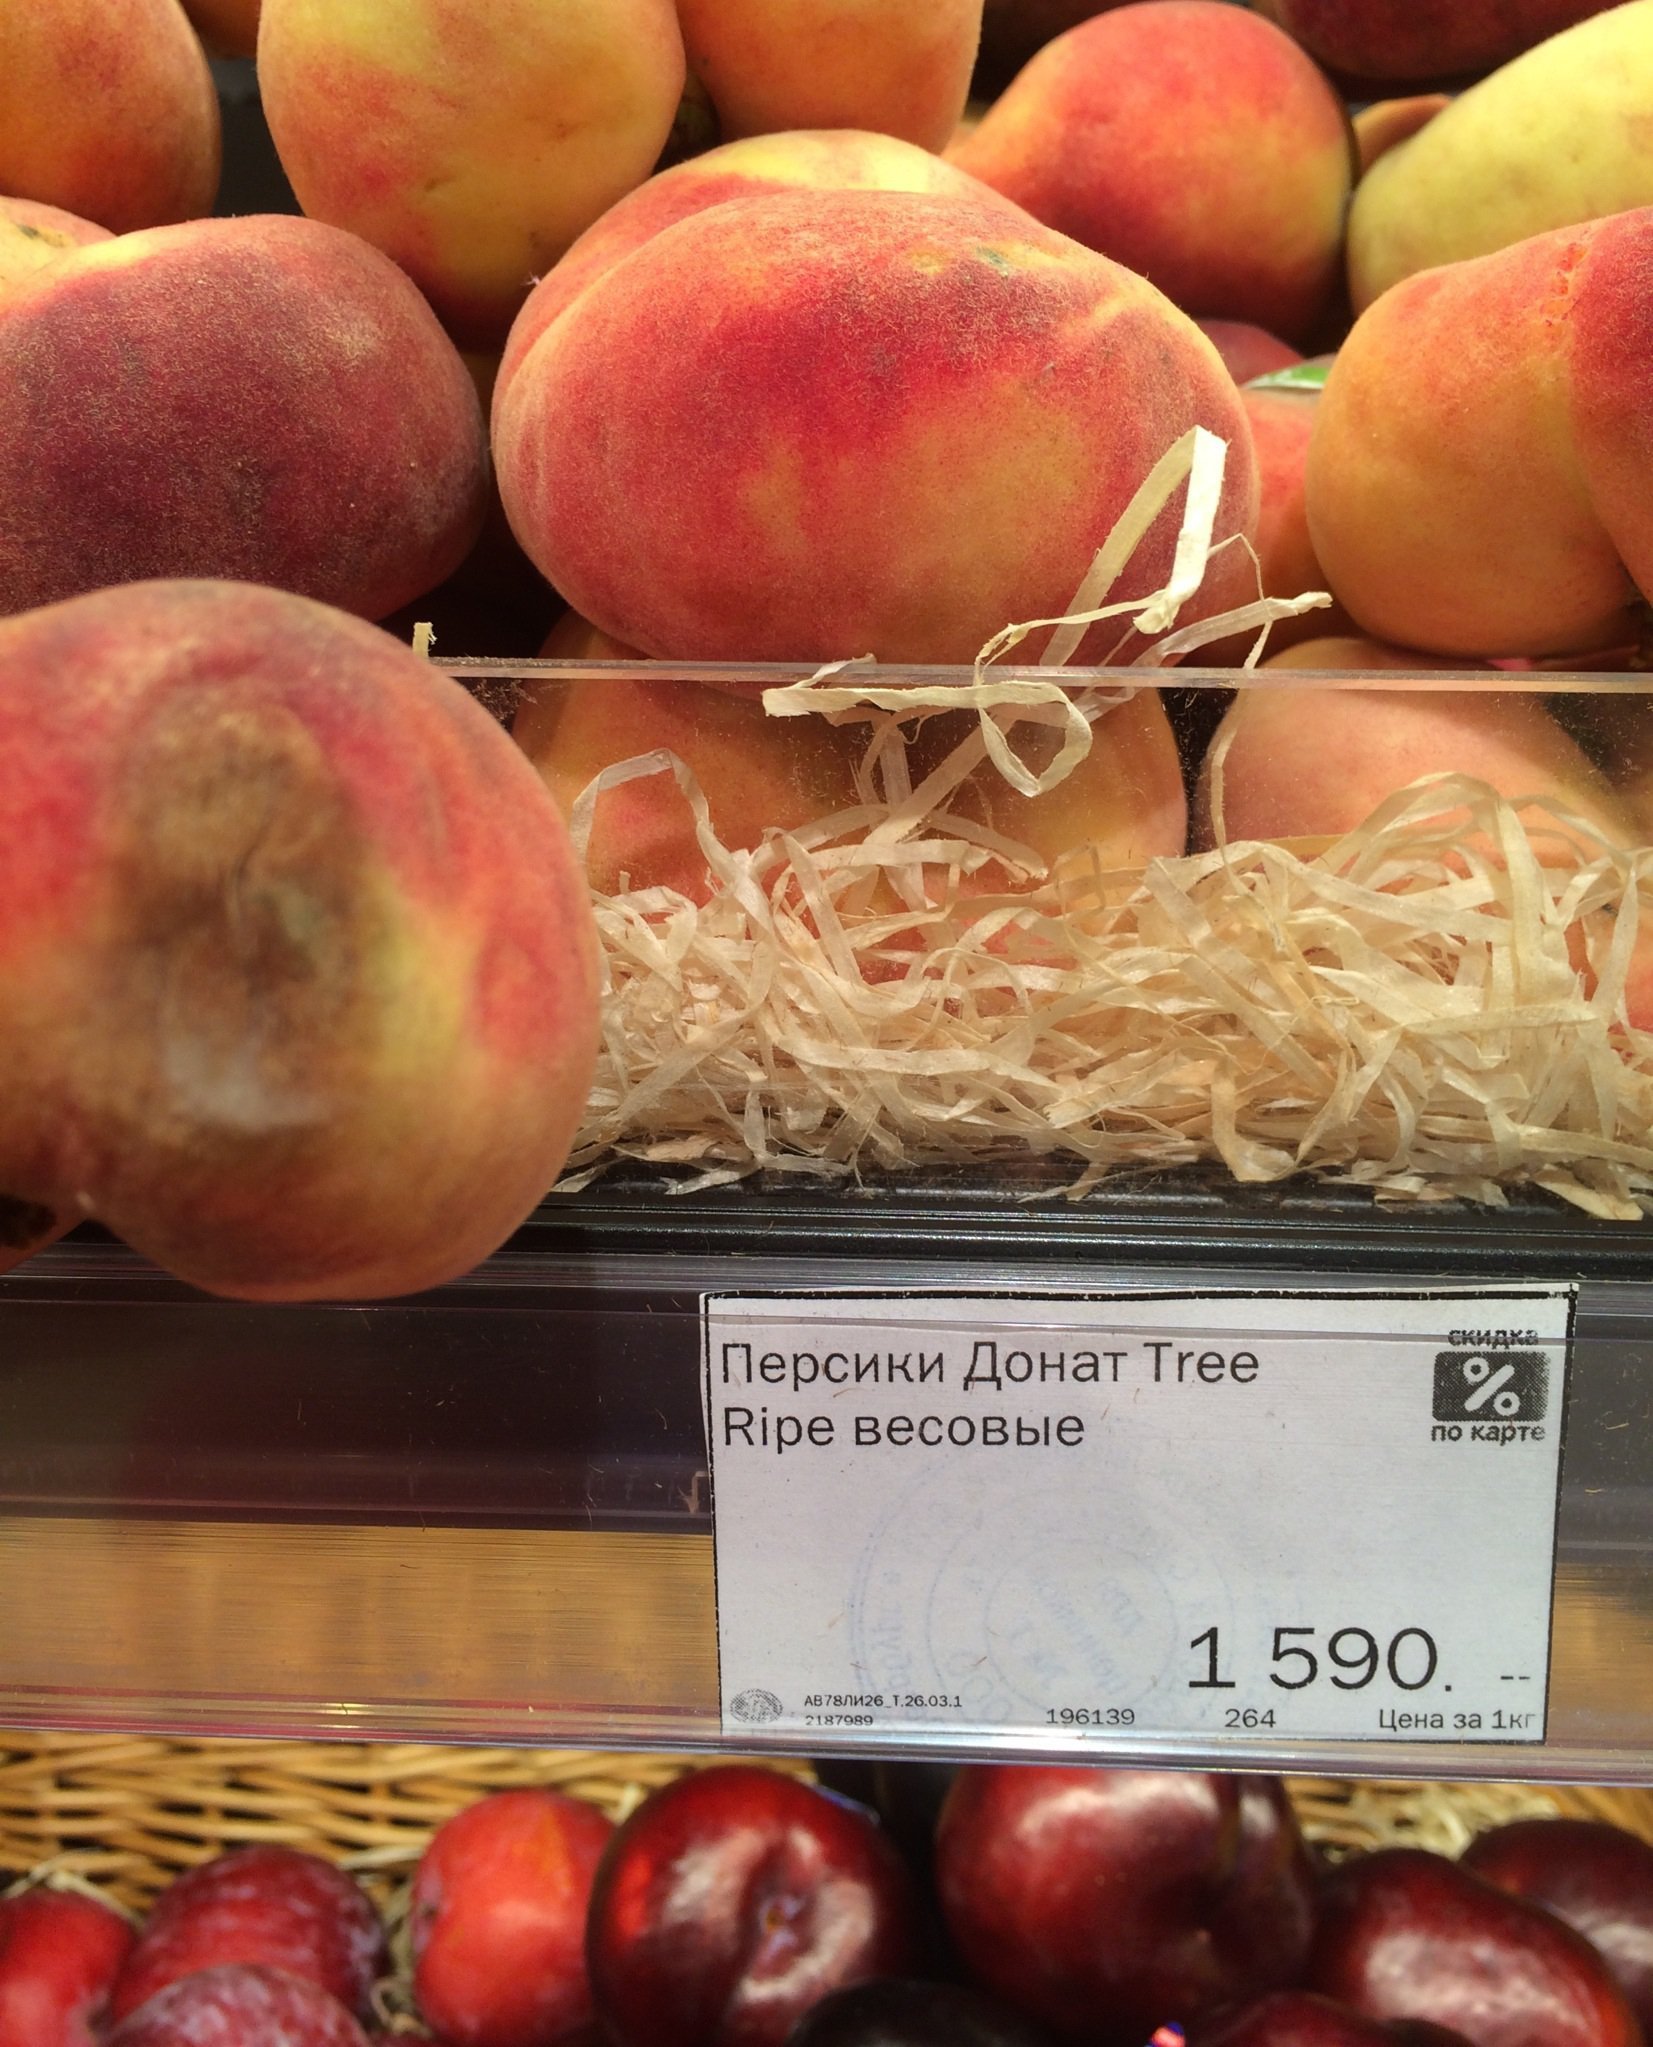 Персики Донат Tree
Ripe весовые
скидка
%
по карте
1 590. --
АВ78ЛИ26_Т.26.03.1
2187989
196139
264
Цена за 1кг